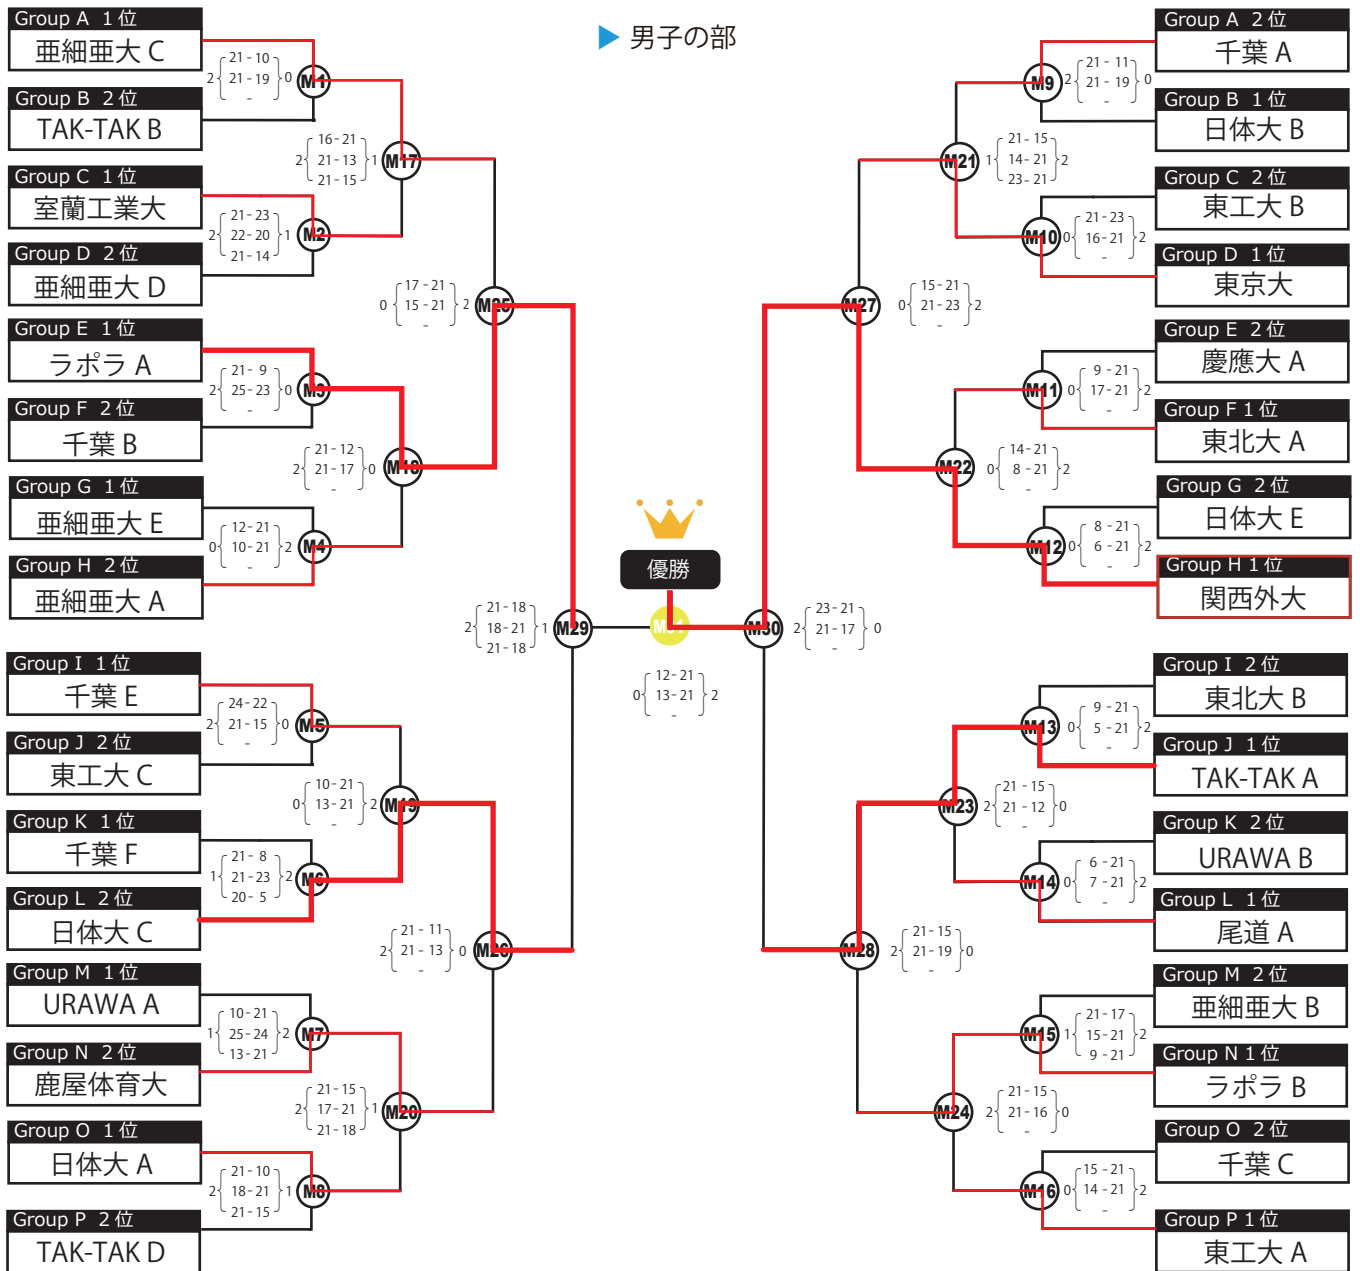 ▶ 男子の部
Group A 1位
亜細亜大 C
Group B 2位
TAK-TAK B
Group C 1位
室蘭工業大
Group D 2位
亜細亜大 D
Group E 1位
ラポラ A
Group F 2位
千葉 B
Group G 1位
亜細亜大 E
Group H 2位
亜細亜大 A
Group I 1位
千葉 E
Group J 2位
東工大 C
Group K 1位
千葉 F
Group L 2位
日体大 C
Group M 1位
URAWA A
Group N 2位
鹿屋体育大
Group O 1位
日体大 A
Group P 2位
TAK-TAK D
M1
21-10
2 21-19 0
-
M2
21-23
2 22-20 1
21-14
M3
21-9
2 25-23 0
-
M4
12-21
0 10-21 2
-
M5
24-22
2 21-15 0
-
M6
21-8
1 21-23 2
20-5
M7
10-21
1 25-24 2
13-21
M8
21-10
2 18-21 1
21-15
M17
16-21
2 21-13 1
21-15
M18
21-12
2 21-17 0
-
M19
10-21
0 13-21 2
-
M20
21-15
2 17-21 1
21-18
M25
17-21
0 15-21 2
-
M26
21-11
2 21-13 0
-
M29
21-18
2 18-21 1
21-18
優勝
M31
12-21
0 13-21 2
-
M30
23-21
2 21-17 0
-
M27
15-21
0 21-23 2
-
M28
21-15
2 21-19 0
-
M21
21-15
1 14-21 2
23-21
M22
14-21
0 8-21 2
-
M23
21-15
2 21-12 0
-
M24
21-15
2 21-16 0
-
M9
21-11
2 21-19 0
-
M10
21-23
0 16-21 2
-
M11
9-21
0 17-21 2
-
M12
8-21
0 6-21 2
-
M13
9-21
0 5-21 2
-
M14
6-21
0 7-21 2
-
M15
21-17
1 15-21 2
9-21
M16
15-21
0 14-21 2
-
Group A 2位
千葉 A
Group B 1位
日体大 B
Group C 2位
東工大 B
Group D 1位
東京大
Group E 2位
慶應大 A
Group F 1位
東北大 A
Group G 2位
日体大 E
Group H 1位
関西外大
Group I 2位
東北大 B
Group J 1位
TAK-TAK A
Group K 2位
URAWA B
Group L 1位
尾道 A
Group M 2位
亜細亜大 B
Group N 1位
ラポラ B
Group O 2位
千葉 C
Group P 1位
東工大 A